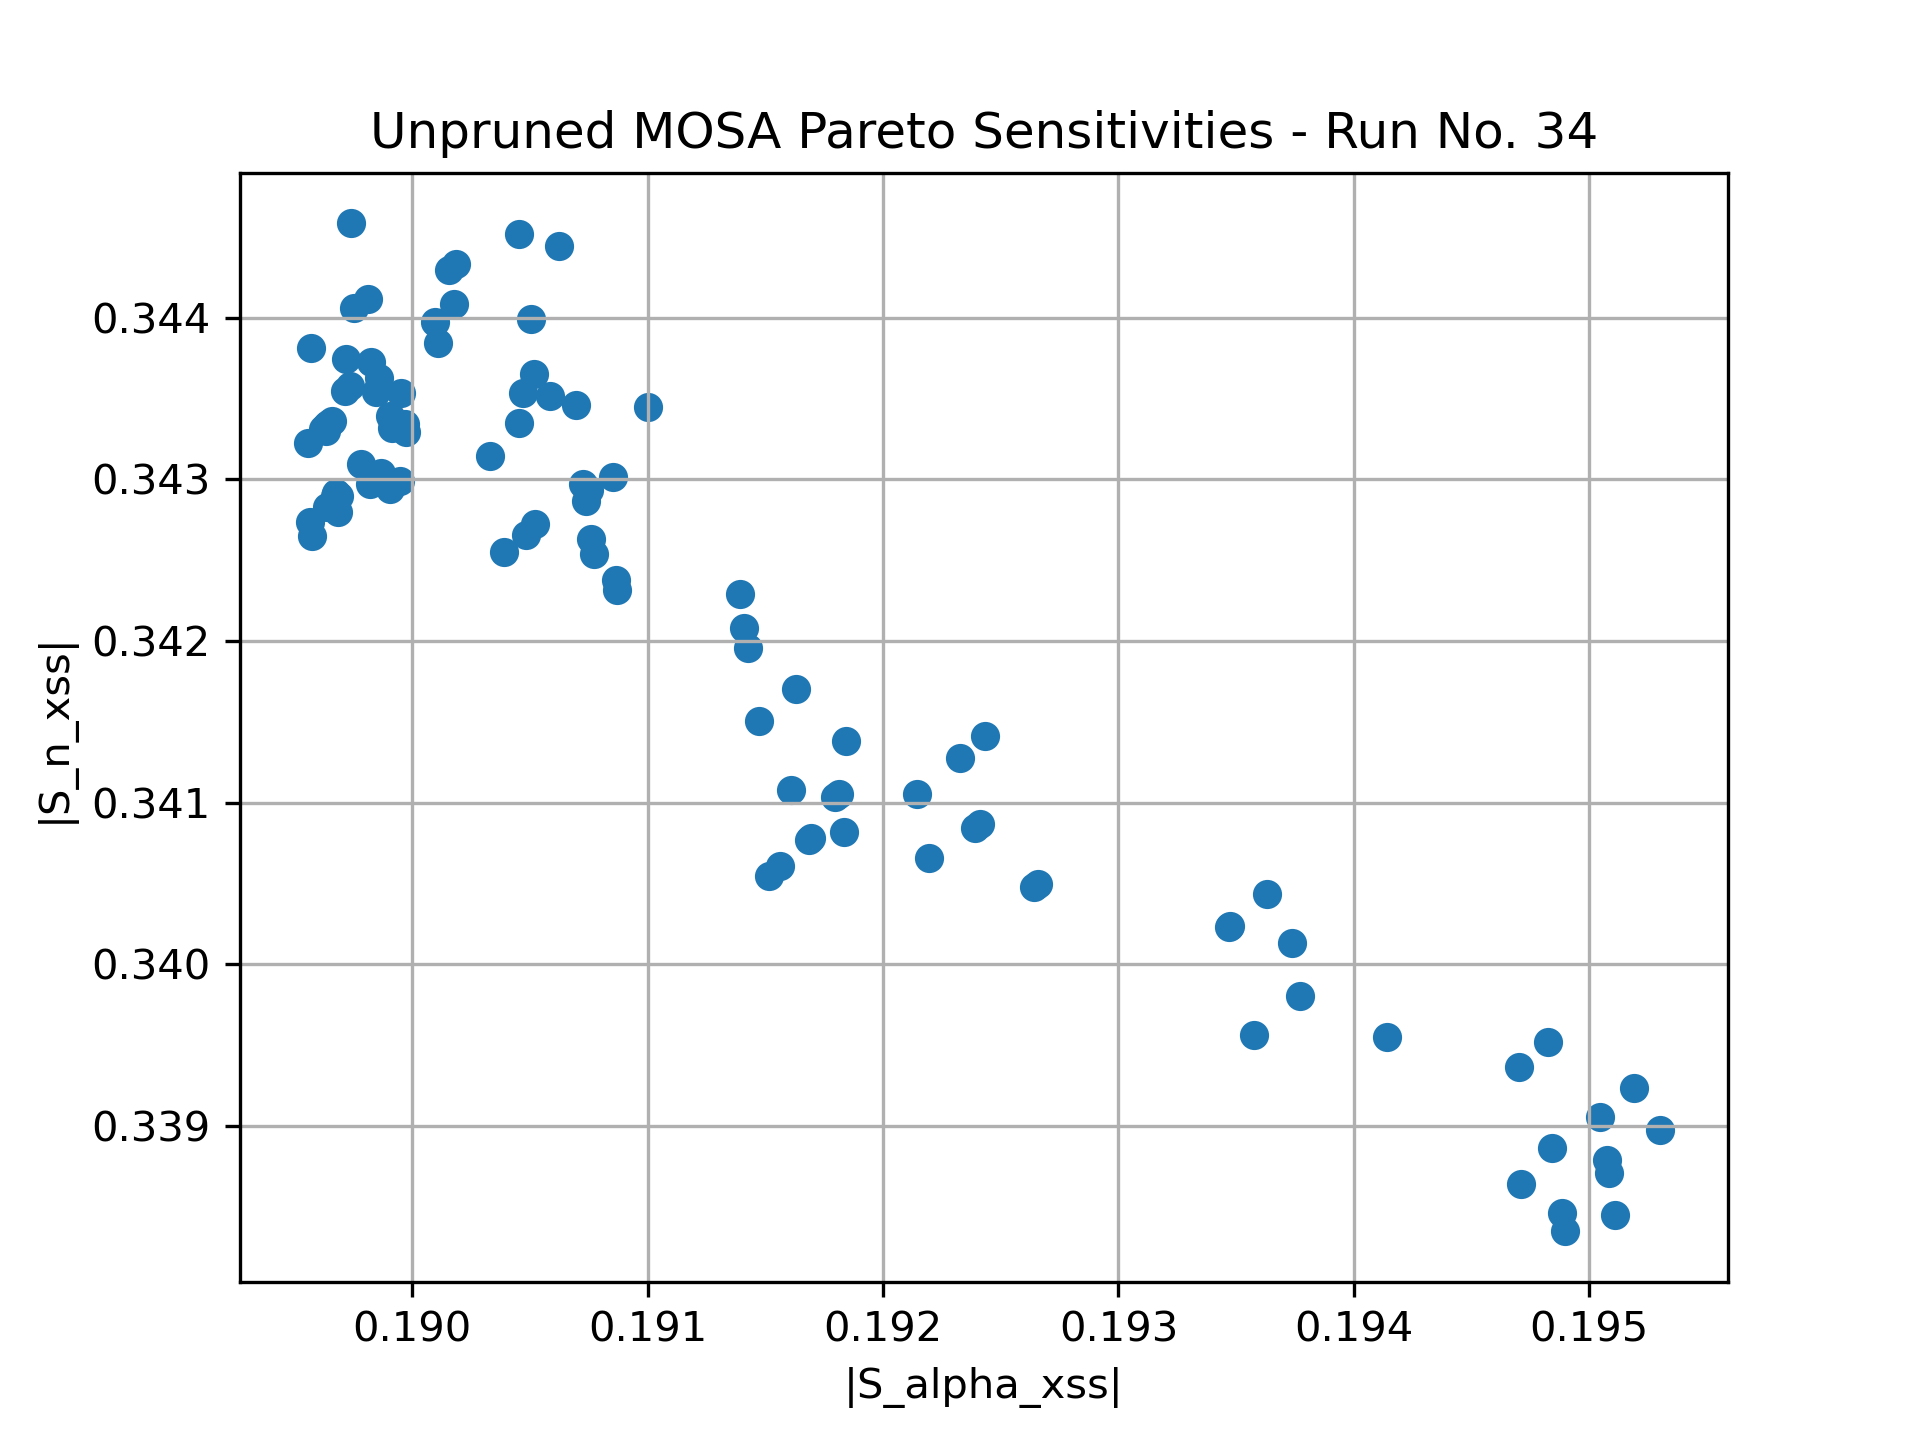 Unpruned MOSA Pareto Sensitivities - Run No. 34
|S_n_xss|
0.344
0.343
0.342
0.341
0.340
0.339
0.190 0.191 0.192 0.193 0.194 0.195
|S_alpha_xss|